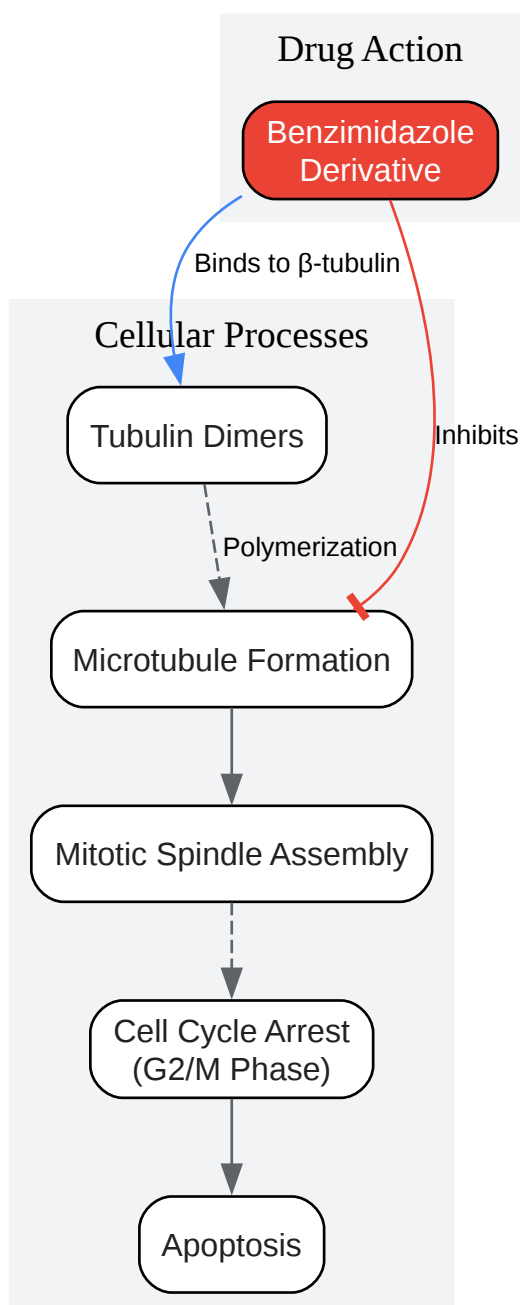 Drug Action
Benzimidazole
Derivative
Binds to β-tubulin
Cellular Processes
Tubulin Dimers
Inhibits
Polymerization
Microtubule Formation
Mitotic Spindle Assembly
Cell Cycle Arrest
(G2/M Phase)
Apoptosis